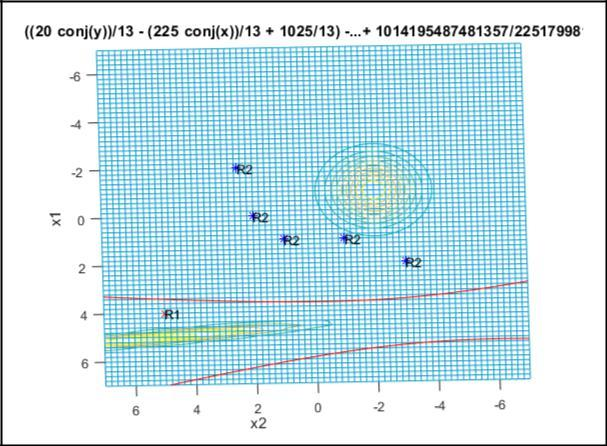 ((20 conj(y))/13 - (225 conj(x))/13 + 1025/13) -...+ 1014195487481357/22517998
-6
-4
-2
0
2
4
6
x1
R2
R2
R2
R2
R2
R1
6
4
2
0
-2
-4
-6
x2